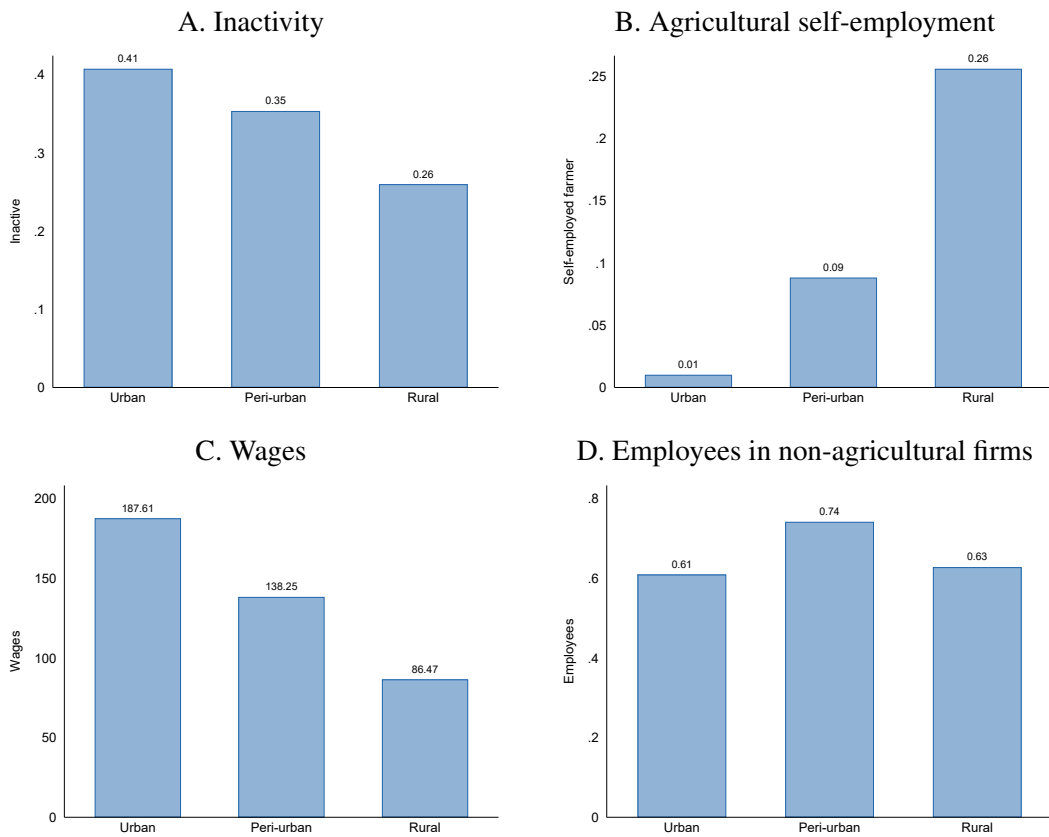 A. Inactivity
.4
.3
.2
.1
0
Inactive
0.41
0.35
0.26
Urban
Peri-urban
Rural
B. Agricultural self-employment
.25
.2
.1
.05
0
Self-employed farmer
0.01
0.09
0.26
Urban
Peri-urban
Rural
C. Wages
200
150
100
50
0
Wages
187.61
138.25
86.47
Urban
Peri-urban
Rural
D. Employees in non-agricultural firms
.8
.6
.4
.2
0
Employees
0.61
0.74
0.63
Urban
Peri-urban
Rural